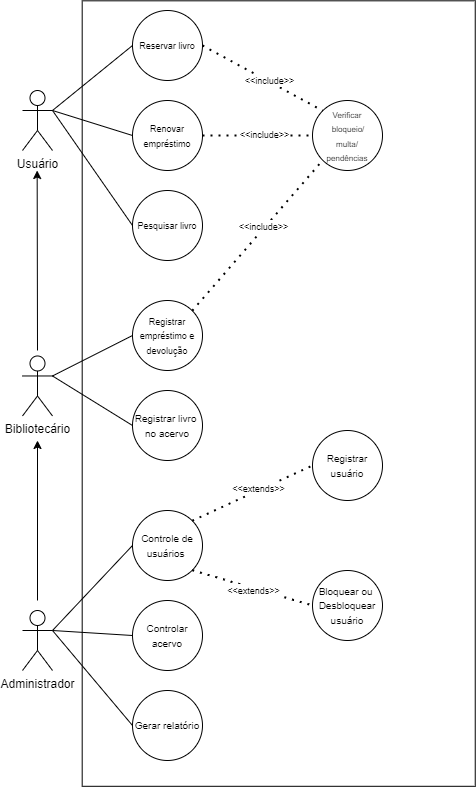 Reservar livro
<<include>>
Verificar
bloqueio/
multa/
pendências
Renovar
empréstimo
<<include>>
Usuário
Pesquisar livro
<<include>>
Registrar
empréstimo e
devolução
Bibliotecário
Registrar livro
no acervo
Registrar
usuário
<<extends>>
Controle de
usuários
<<extends>>
Bloquear ou
Desbloquear
usuário
Controlar
acervo
Administrador
Gerar relatório